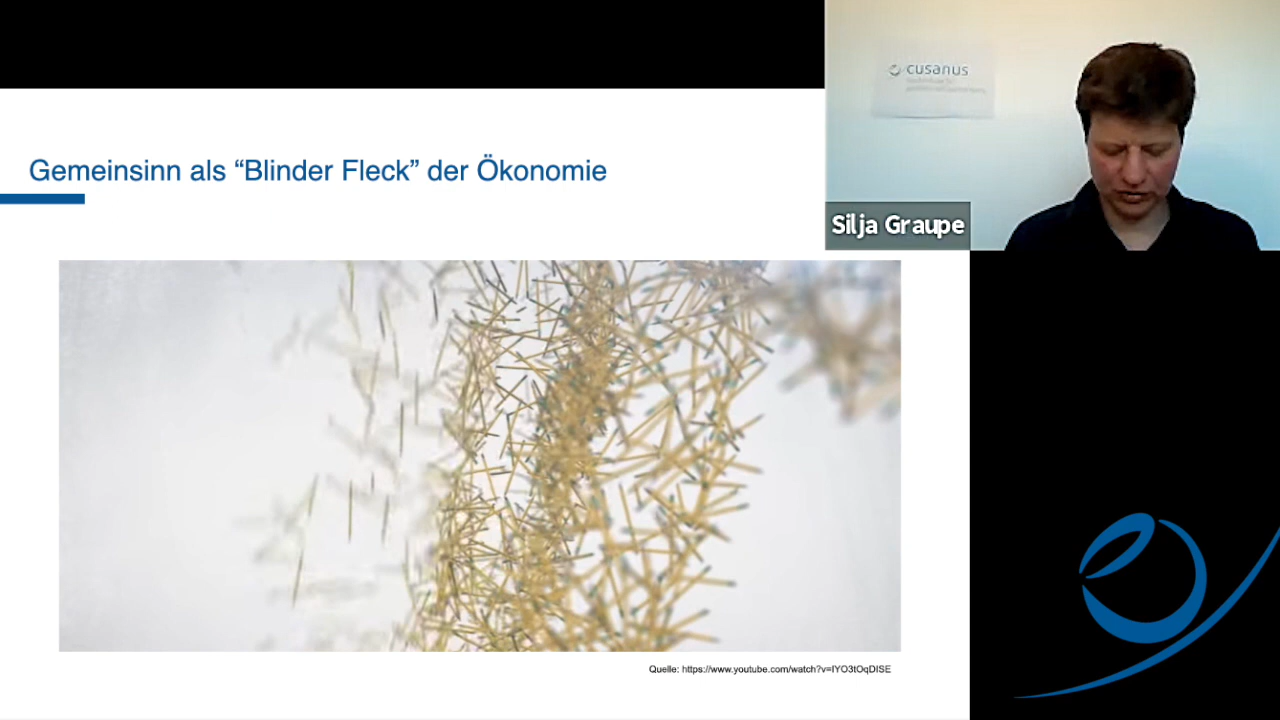 cusanus
Silja Graupe
Gemeinsinn als “Blinder Fleck” der Ökonomie
Quelle: https://www.youtube.com/watch?v=IYO3tOqDISE